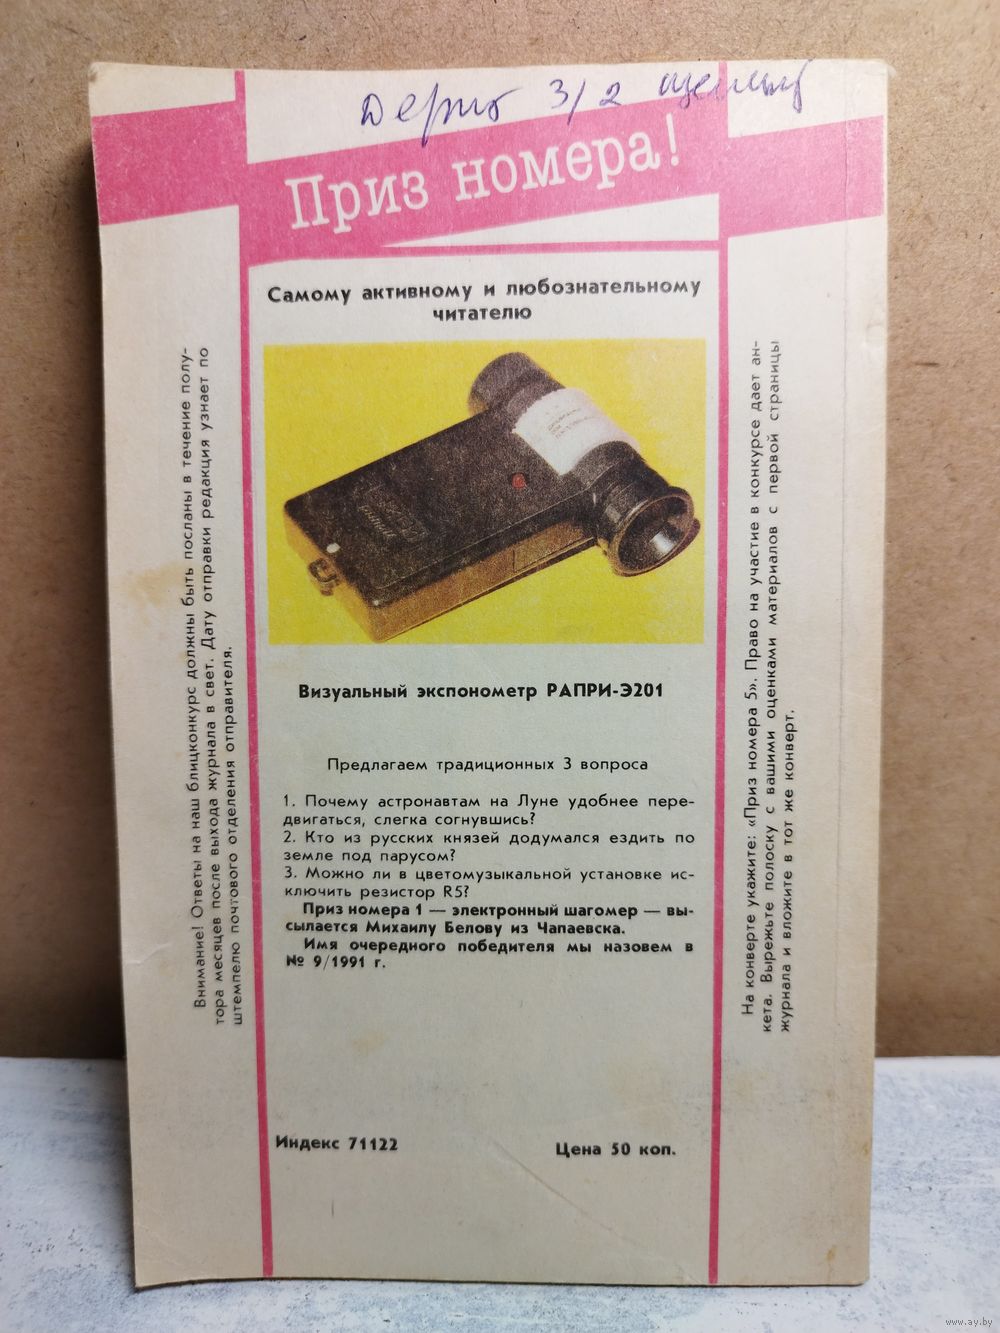 Приз номера!
Самому активному и любознательному
читателю
Визуальный экспонометр РАПРИ-Э201
Предлагаем традиционных 3 вопроса
1. Почему астронавтам на Луне удобнее пере-
двигаться, слегка согнувшись?
2. Кто из русских князей додумался ездить по
земле под парусом?
3. Можно ли в цветомузыкальной установке ис-
ключить резистор R5?
Приз номера 1 — электронный шагомер — вы-
сылается Михаилу Белову из Чапаевска.
Имя очередного победителя мы назовем в
№ 9/1991 г.
Индекс 71122
Цена 50 коп.
Внимание! Ответы на наш блицконкурс должны быть посланы в течение полу-
тора месяцев после выхода журнала в свет. Дату отправки редакция узнает по
штемпелю почтового отделения отправителя.
На конверте укажите: «Приз номера 5». Право на участие в конкурсе дает ан-
кета. Вырежьте полоску с вашими оценками материалов с первой страницы
журнала и вложите в тот же конверт.
www.ay.by